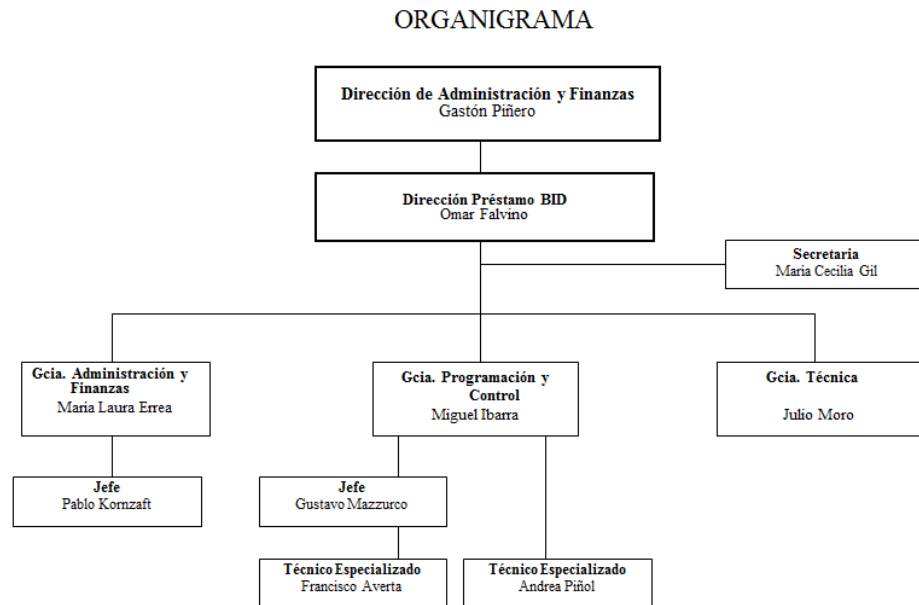 ORGANIGRAMA
Dirección de Administración y Finanzas
Gastón Piñero
Dirección Préstamo BID
Omar Falvino
Secretaria
María Cecilia Gil
Gcia. Administración y
Finanzas
María Laura Errea
Gcia. Programación y
Control
Miguel Ibarra
Gcia. Técnica
Julio Moro
Jefe
Pablo Kornzaft
Jefe
Gustavo Mazzurco
Técnico Especializado
Francisco Averta
Técnico Especializado
Andrea Piñol